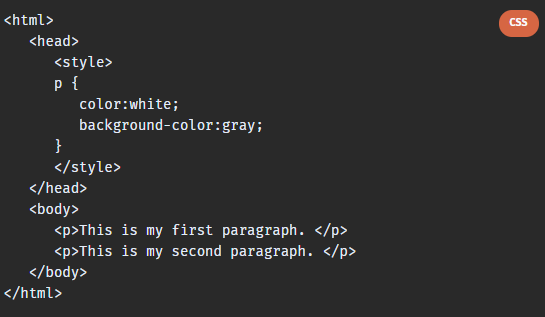 <html>
CSS
<head>
<style>
p {
color:white;
background-color:gray;
}
</style>
</head>
<body>
<p>This is my first paragraph. </p>
<p>This is my second paragraph. </p>
</body>
</html>